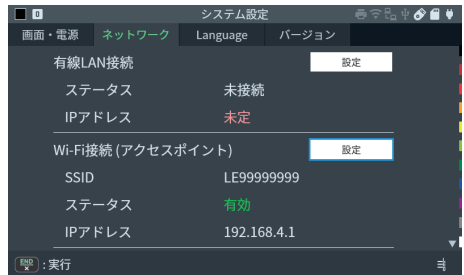 0 システム設定
画面・電源 ネットワーク Language バージョン
有線LAN接続 設定
ステータス 未接続
IPアドレス 未定
Wi-Fi接続 (アクセスポイント) 設定
SSID LE99999999
ステータス 有効
IPアドレス 192.168.4.1
END × : 実行